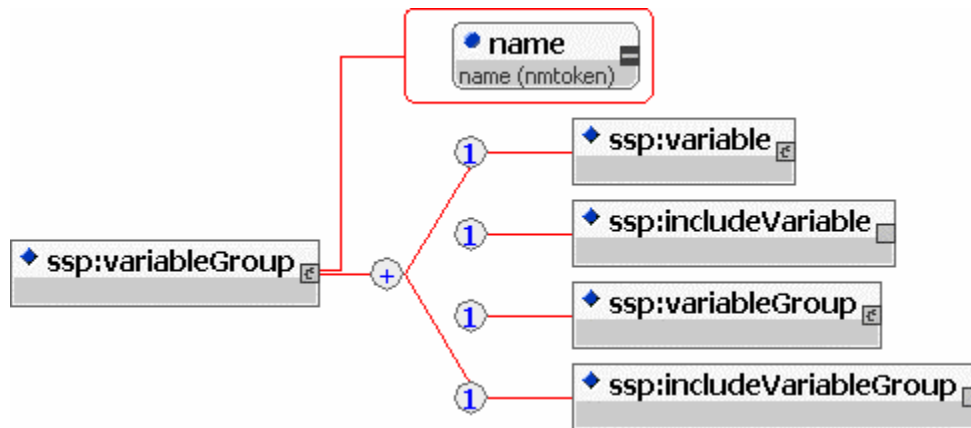 name
name (nmtoken)
1
ssp:variable
1
ssp:includeVariable
ssp:variableGroup
+
1
ssp:variableGroup
1
ssp:includeVariableGroup